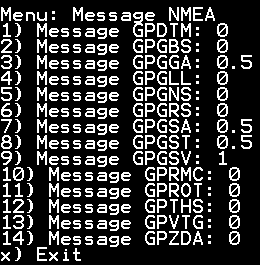 Menu: Message NMEA
1) Message GPDTM: 0
2) Message GPGBS: 0
3) Message GPGGA: 0.5
4) Message GPGLL: 0
5) Message GPGNS: 0
6) Message GPGRS: 0
7) Message GPGSA: 0.5
8) Message GPGST: 0.5
9) Message GPGSV: 1
10) Message GPRMC: 0
11) Message GPROT: 0
12) Message GPTHS: 0
13) Message GPVTG: 0
14) Message GPZDA: 0
x) Exit